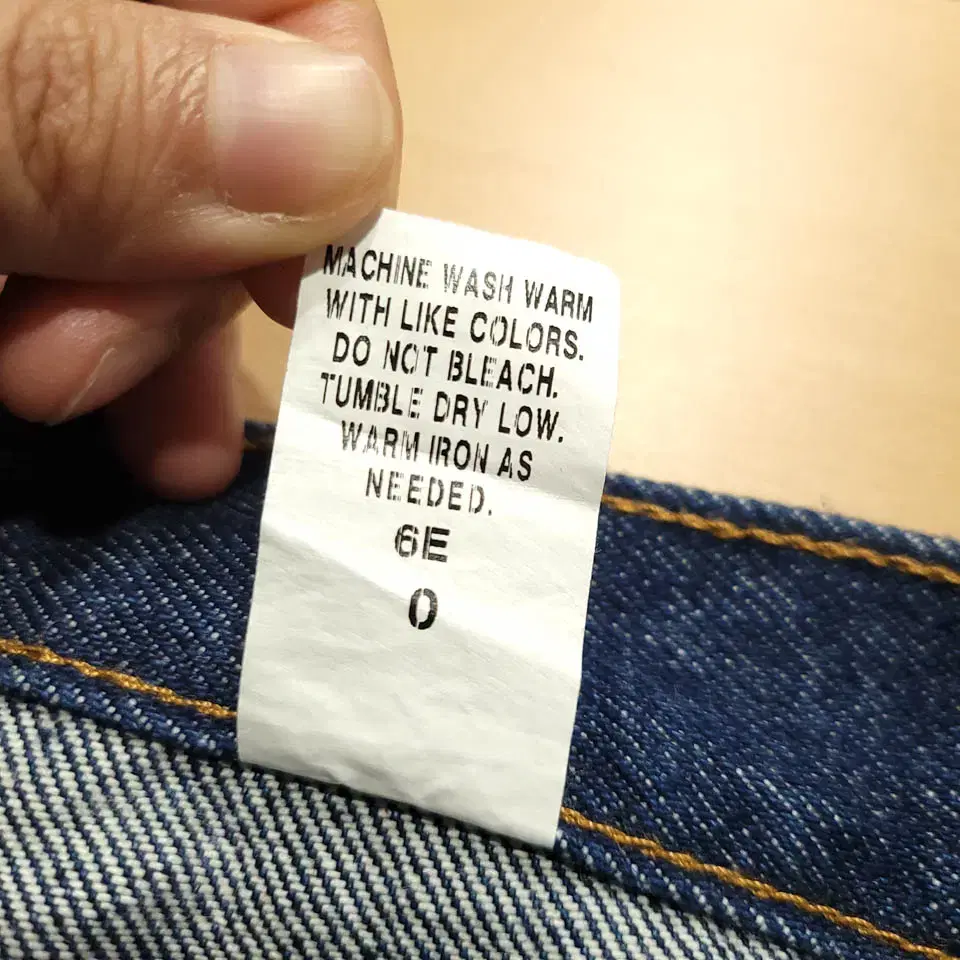 MACHINE WASH WARM
WITH LIKE COLORS.
DO NOT BLEACH.
TUMBLE DRY LOW.
WARM IRON AS
NEEDED.
6E
0